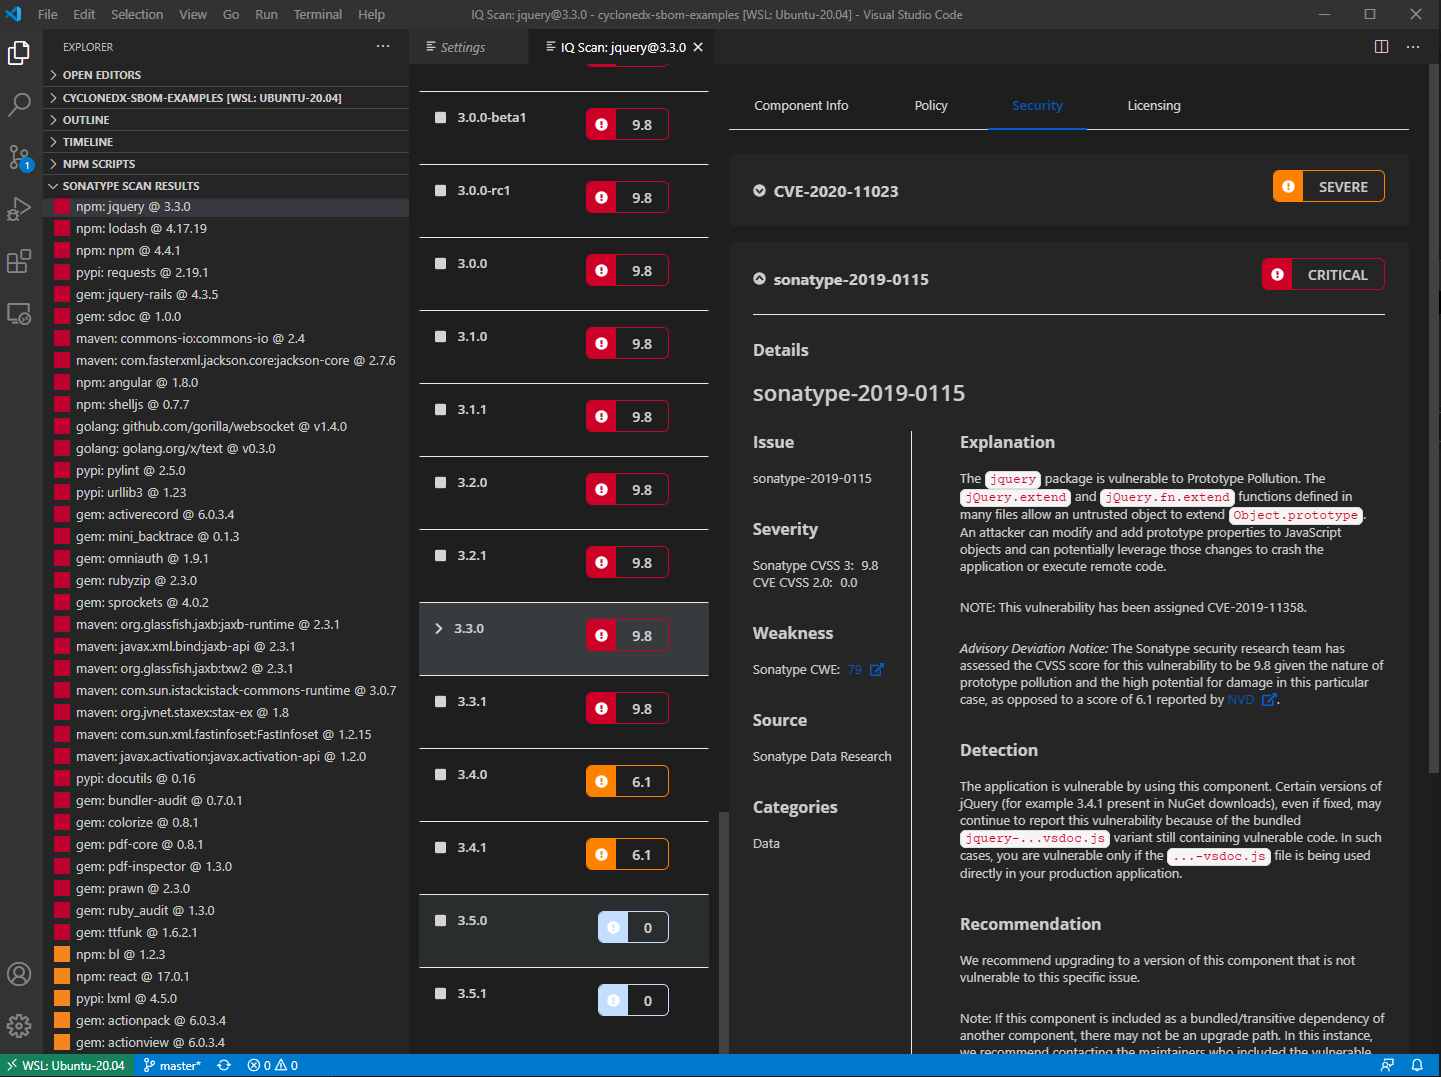 File Edit Selection View Go Run Terminal Help
IQ Scan: jquery@3.3.0 - cyclonedx-sbom-examples [WSL: Ubuntu-20.04] - Visual Studio Code
EXPLORER
OPEN EDITORS
CYCLONEDX-SBOM-EXAMPLES [WSL: UBUNTU-20.04]
OUTLINE
TIMELINE
NPM SCRIPTS
SONATYPE SCAN RESULTS
npm: jquery @ 3.3.0
npm: lodash @ 4.17.19
npm: npm @ 4.4.1
pypi: requests @ 2.19.1
gem: jquery-rails @ 4.3.5
gem: sdoc @ 1.0.0
maven: commons-io:commons-io @ 2.4
maven: com.fasterxml.jackson.core:jackson-core @ 2.7.6
npm: angular @ 1.8.0
npm: shelljs @ 0.7.7
golang: github.com/gorilla/websocket @ v1.4.0
golang: golang.org/x/text @ v0.3.0
pypi: pylint @ 2.5.0
pypi: urllib3 @ 1.23
gem: activerecord @ 6.0.3.4
gem: mini_backtrace @ 0.1.3
gem: omniauth @ 1.9.1
gem: rubyzip @ 2.3.0
gem: sprockets @ 4.0.2
maven: org.glassfish.jaxb:jaxb-runtime @ 2.3.1
maven: javax.xml.bind:jaxb-api @ 2.3.1
maven: org.glassfish.jaxb:txw2 @ 2.3.1
maven: com.sun.istack:istack-commons-runtime @ 3.0.7
maven: org.jvnet.staxex:stax-ex @ 1.8
maven: com.sun.xml.fastinfoset:FastInfoset @ 1.2.15
maven: javax.activation:javax.activation-api @ 1.2.0
pypi: docutils @ 0.16
gem: bundler-audit @ 0.7.0.1
gem: colorize @ 0.8.1
gem: pdf-core @ 0.8.1
gem: pdf-inspector @ 1.3.0
gem: prawn @ 2.3.0
gem: ruby_audit @ 1.3.0
gem: ttfunk @ 1.6.2.1
npm: bl @ 1.2.3
npm: react @ 17.0.1
pypi: lxml @ 4.5.0
gem: actionpack @ 6.0.3.4
gem: actionview @ 6.0.3.4
1
Settings
IQ Scan: jquery@3.3.0
3.0.0-beta1 9.8
3.0.0-rc1 9.8
3.0.0 9.8
3.1.0 9.8
3.1.1 9.8
3.2.0 9.8
3.2.1 9.8
3.3.0 9.8
3.3.1 9.8
3.4.0 6.1
3.4.1 6.1
3.5.0 0
3.5.1 0
Component Info Policy Security Licensing
CVE-2020-11023 SEVERE
sonatype-2019-0115 CRITICAL
Details
sonatype-2019-0115
Issue
sonatype-2019-0115
Severity
Sonatype CVSS 3: 9.8
CVE CVSS 2.0: 0.0
Weakness
Sonatype CWE: 79
Source
Sonatype Data Research
Categories
Data
Explanation
The jquery package is vulnerable to Prototype Pollution. The
jQuery.extend and jQuery.fn.extend functions defined in
many files allow an untrusted object to extend Object.prototype.
An attacker can modify and add prototype properties to JavaScript
objects and can potentially leverage those changes to crash the
application or execute remote code.
NOTE: This vulnerability has been assigned CVE-2019-11358.
Advisory Deviation Notice: The Sonatype security research team has
assessed the CVSS score for this vulnerability to be 9.8 given the nature of
prototype pollution and the high potential for damage in this particular
case, as opposed to a score of 6.1 reported by NVD .
Detection
The application is vulnerable by using this component. Certain versions of
jQuery (for example 3.4.1 present in NuGet downloads), even if fixed, may
continue to report this vulnerability because of the bundled
jquery-...vsdoc.js variant still containing vulnerable code. In such
cases, you are vulnerable only if the ...-vsdoc.js file is being used
directly in your production application.
Recommendation
We recommend upgrading to a version of this component that is not
vulnerable to this specific issue.
Note: If this component is included as a bundled/transitive dependency of
another component, there may not be an upgrade path. In this instance,
we recommend contacting the maintainers who included the vulnerable
WSL: Ubuntu-20.04 master* 0 0